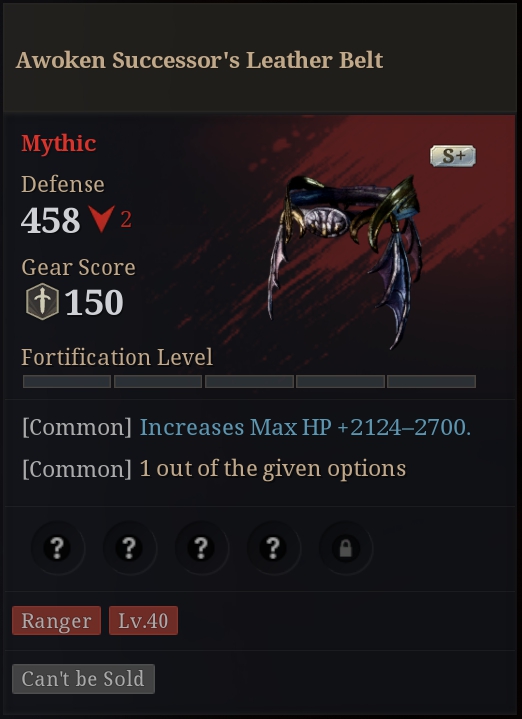 Awoken Successor's Leather Belt
Mythic
S+
Defense
458 2
Gear Score
150
Fortification Level
[Common] Increases Max HP +2124–2700.
[Common] 1 out of the given options
? ? ? ?
Ranger Lv.40
Can't be Sold